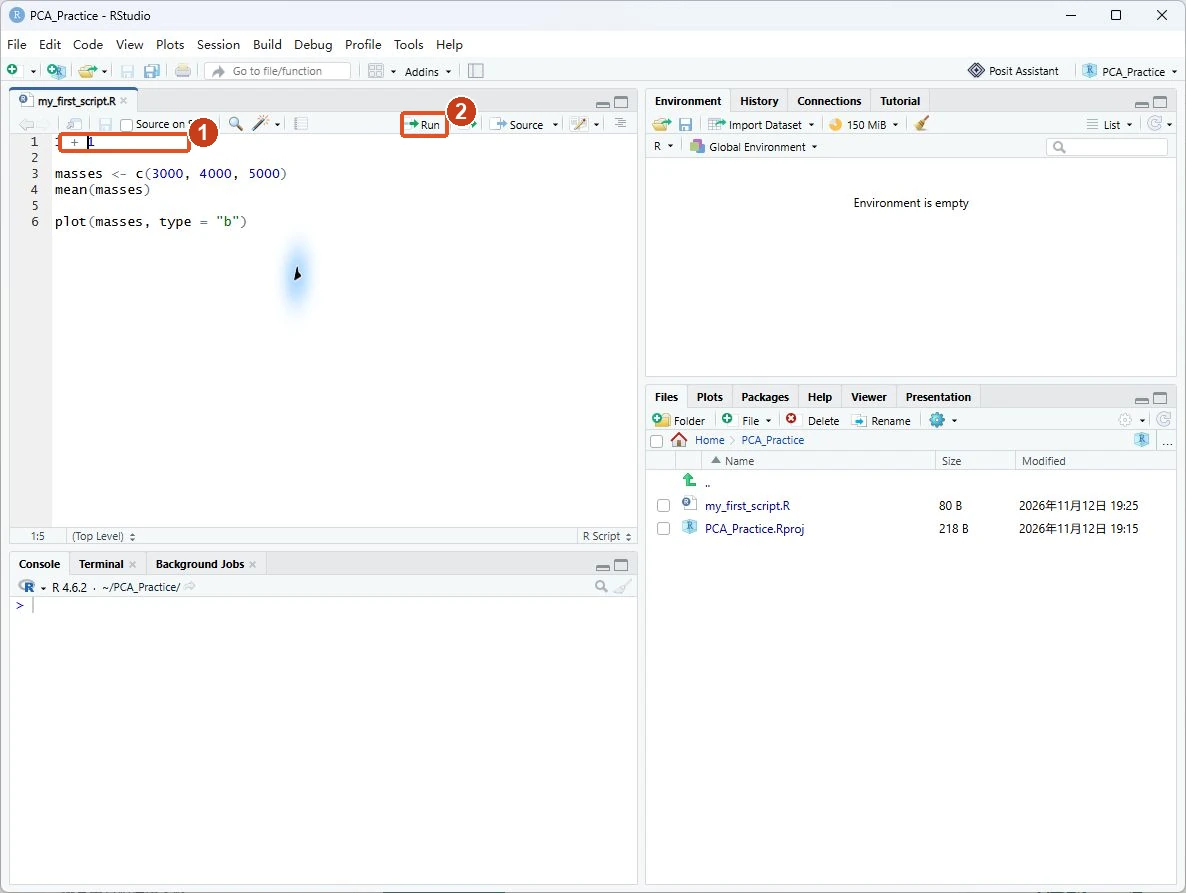 PCA_Practice - RStudio
File Edit Code View Plots Session Build Debug Profile Tools Help
Go to file/function Addins Posit Assistant PCA_Practice
my_first_script.R
Source on Run 2 Source
1
1 + 1
2
3 masses <- c(3000, 4000, 5000)
4 mean(masses)
5
6 plot(masses, type = "b")
1:5 (Top Level) R Script
Console Terminal Background Jobs
R 4.6.2 · ~/PCA_Practice/
>
Environment History Connections Tutorial
Import Dataset 150 MiB List
R Global Environment
Environment is empty
Files Plots Packages Help Viewer Presentation
Folder File Delete Rename
Home PCA_Practice ...
Name Size Modified
..
my_first_script.R 80 B 2026年11月12日 19:25
PCA_Practice.Rproj 218 B 2026年11月12日 19:15